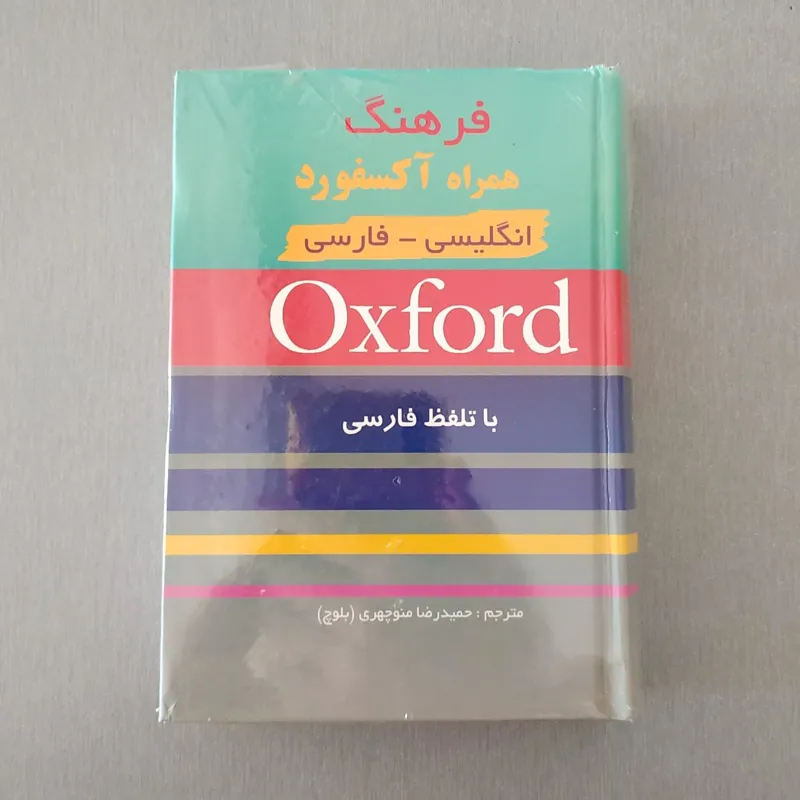 فرهنگ
همراه آکسفورد
انگلیسی - فارسی
Oxford
با تلفظ فارسی
مترجم : حمیدرضا منوچهری (بلوچ)